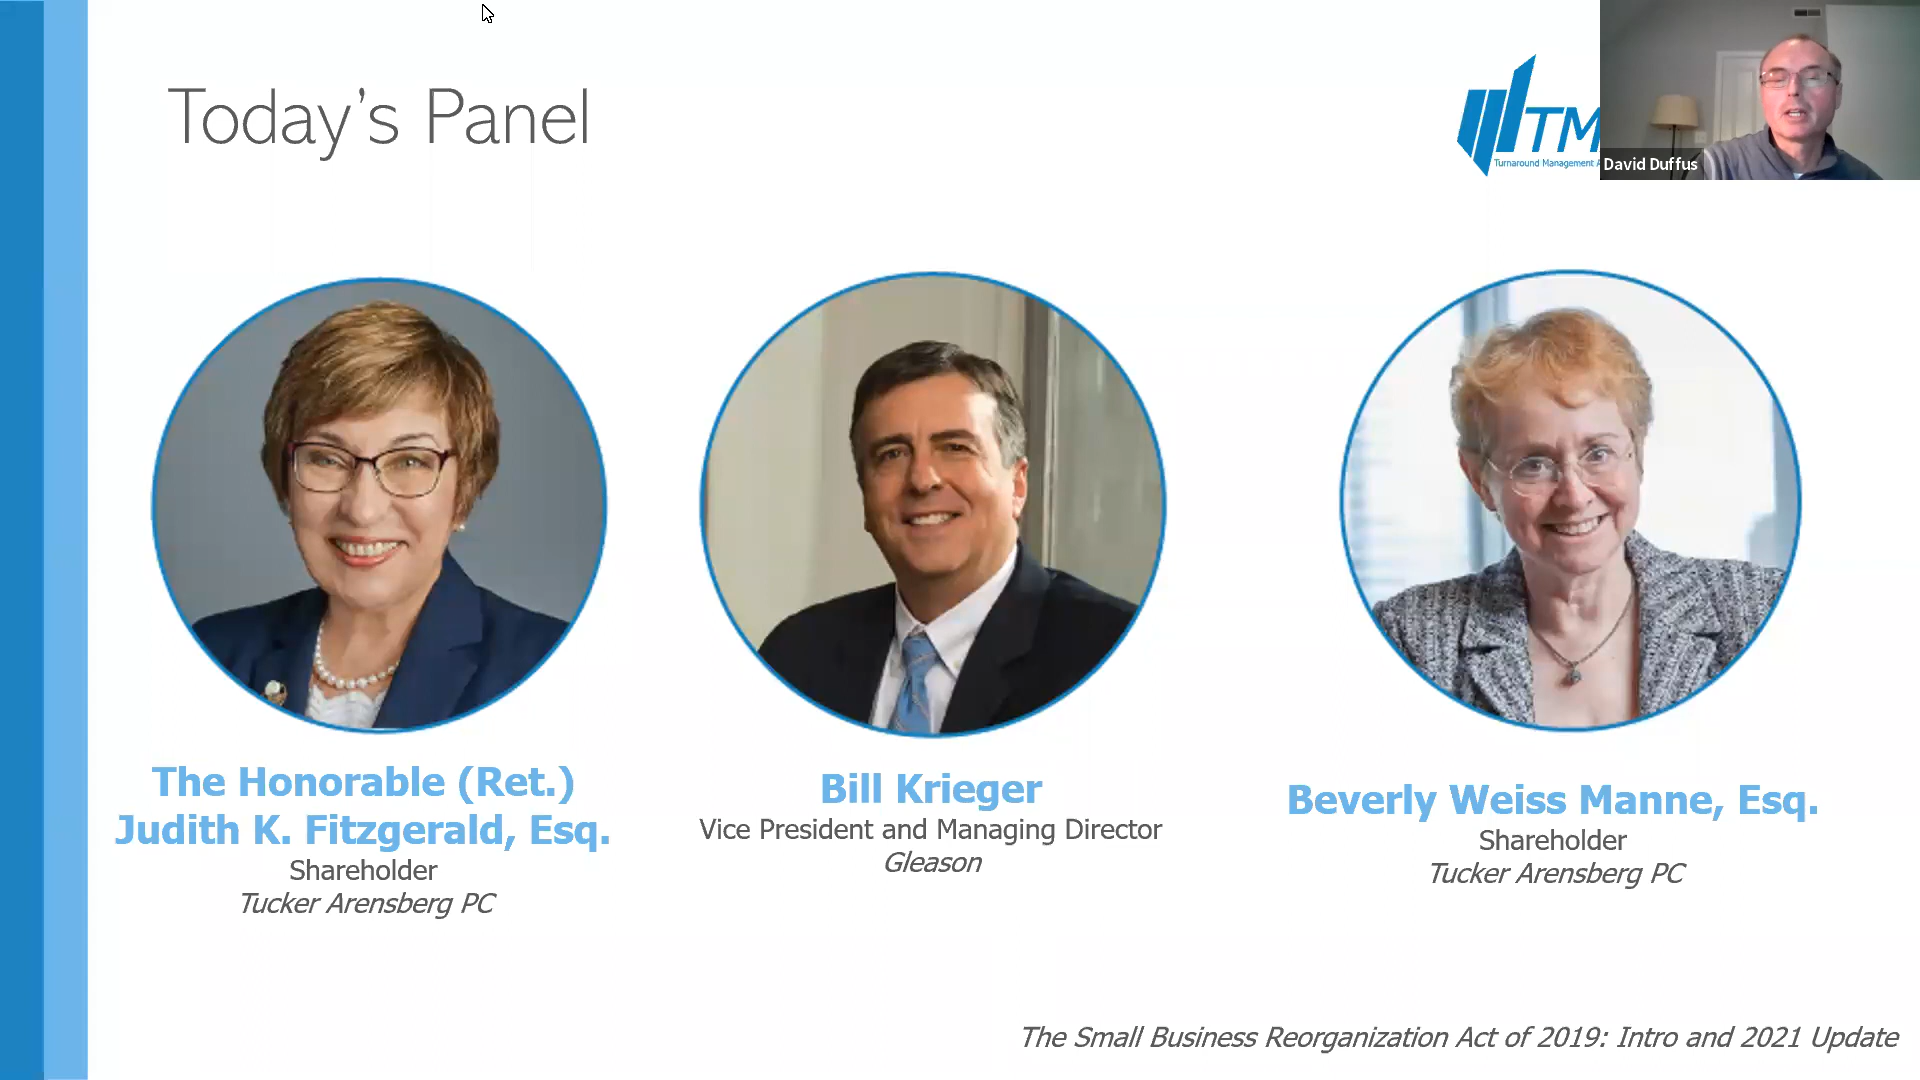 Today's Panel
TM
Turnaround Management
David Duffus
The Honorable (Ret.)
Judith K. Fitzgerald, Esq.
Shareholder
Tucker Arensberg PC
Bill Krieger
Vice President and Managing Director
Gleason
Beverly Weiss Manne, Esq.
Shareholder
Tucker Arensberg PC
The Small Business Reorganization Act of 2019: Intro and 2021 Update